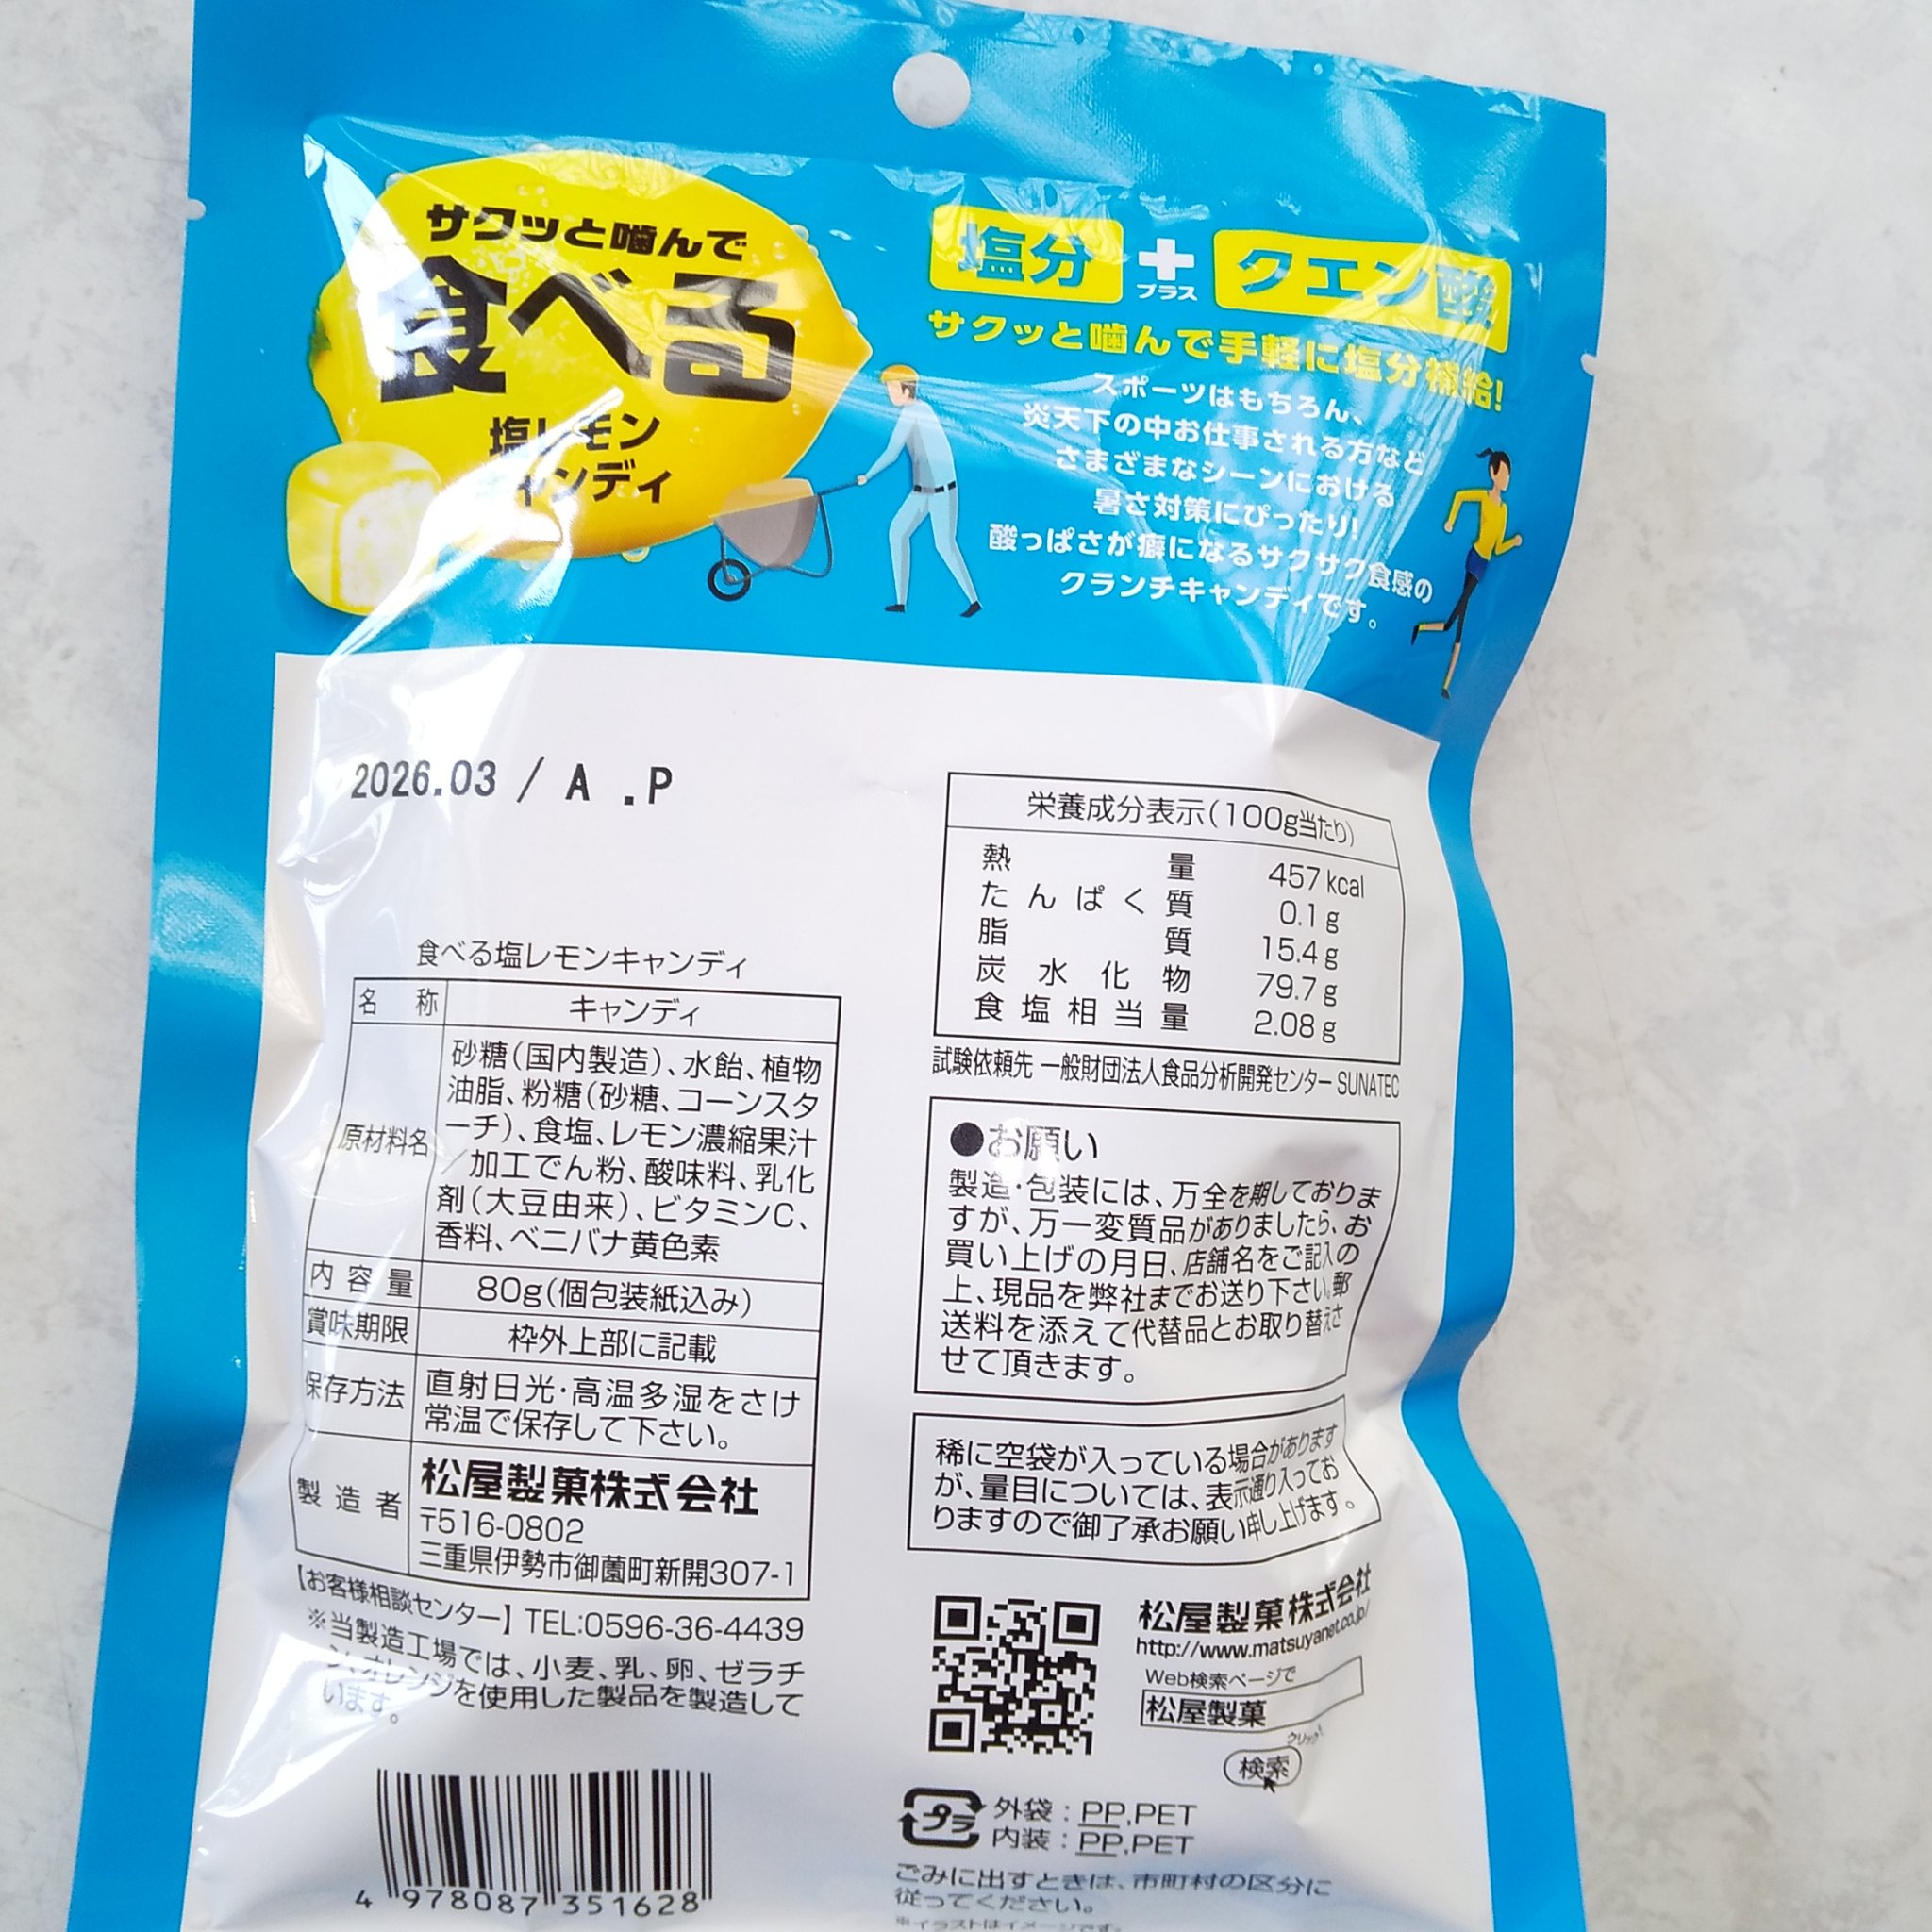 サクッと噛んで
食べる
塩レモン
ャンディ
塩分
プラス
クエン酸
サクッと噛んで手軽に塩分補給!
スポーツはもちろん、
炎天下の中お仕事される方など
さまざまなシーンにおける
暑さ対策にぴったり!
酸っぱさが癖になるサクサク食感の
クランチキャンディです。
2026.03 / A .P
食べる塩レモンキャンディ
名称 キャンディ
原材料名
砂糖(国内製造)、水飴、植物
油脂、粉糖(砂糖、コーンスタ
ーチ)、食塩、レモン濃縮果汁
/加工でん粉、酸味料、乳化
剤(大豆由来)、ビタミンC、
香料、ベニバナ黄色素
内容量 80g(個包装紙込み)
賞味期限 枠外上部に記載
保存方法
直射日光・高温多湿をさけ
常温で保存して下さい。
製造者
松屋製菓株式会社
〒516-0802
三重県伊勢市御薗町新開307-1
【お客様相談センター】TEL:0596-36-4439
※当製造工場では、小麦、乳、卵、ゼラチ
ン、オレンジを使用した製品を製造して
います。
4 978087 351628
栄養成分表示(100g当たり)
熱量 457kcal
たんぱく質 0.1g
脂質 15.4g
炭水化物 79.7g
食塩相当量 2.08g
試験依頼先 一般財団法人食品分析開発センター SUNATEC
●お願い
製造・包装には、万全を期しておりま
すが、万一変質品がありましたら、お
買い上げの月日、店舗名をご記入の
上、現品を弊社までお送り下さい。郵
送料を添えて代替品とお取り替えさ
せて頂きます。
稀に空袋が入っている場合があります
が、量目については、表示通り入ってお
りますので御了承お願い申し上げます。
松屋製菓株式会社
http://www.matsuyanet.co.jp/
Web検索ページで
松屋製菓
クリック!
検索
プラ
外袋:PP,PET
内装:PP,PET
ごみに出すときは、市町村の区分に
従ってください。
※イラストはイメージです。